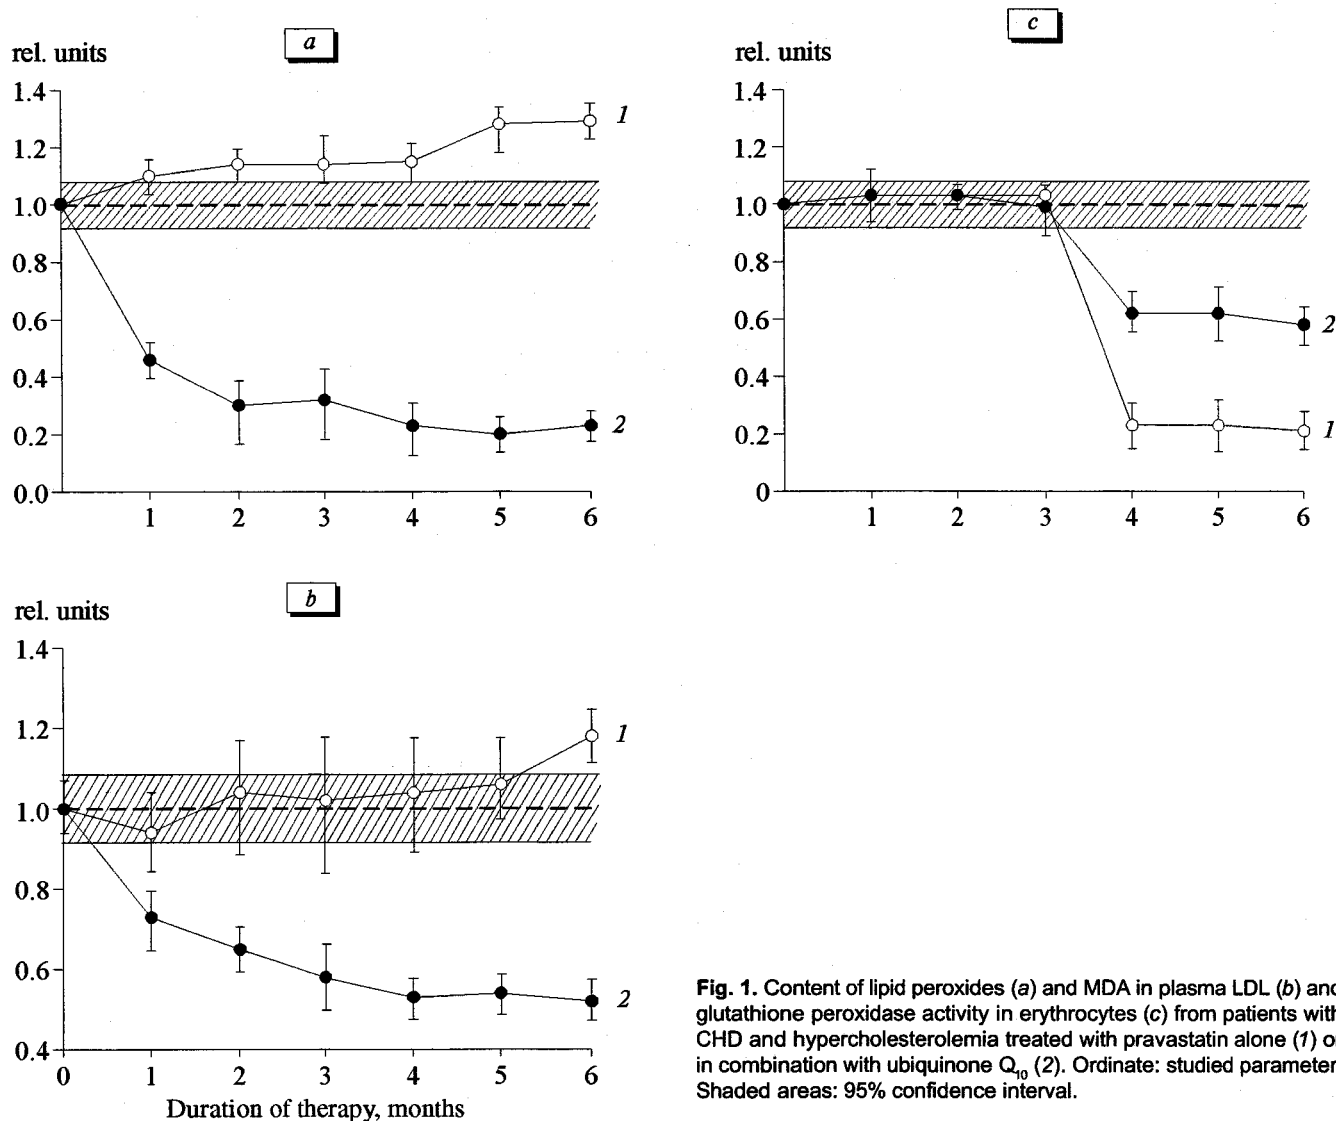 a
rel. units
1.4
1.2
1.0
0.8
0.6
0.4
0.2
0.0
1
2
1 2 3 4 5 6
c
rel. units
1.4
1.2
1.0
0.8
0.6
0.4
0.2
0
2
1
1 2 3 4 5 6
b
rel. units
1.4
1.2
1.0
0.8
0.6
0.4
1
2
0 1 2 3 4 5 6
Duration of therapy, months
Fig. 1. Content of lipid peroxides (a) and MDA in plasma LDL (b) and
glutathione peroxidase activity in erythrocytes (c) from patients with
CHD and hypercholesterolemia treated with pravastatin alone (1) o
in combination with ubiquinone Q10 (2). Ordinate: studied parameter
Shaded areas: 95% confidence interval.